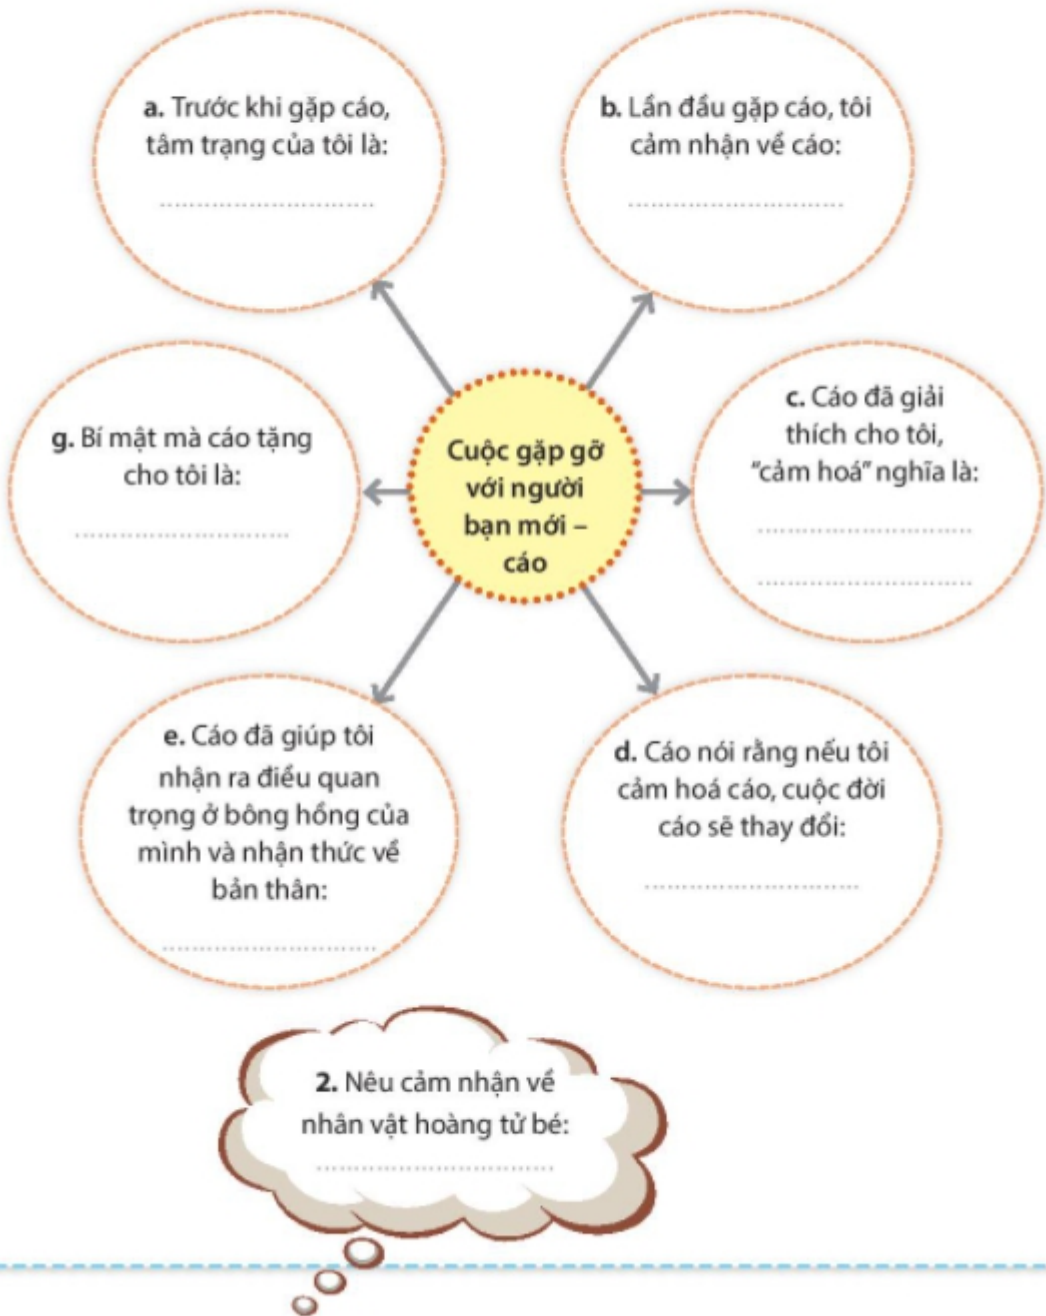 a. Trước khi gặp cáo,
tâm trạng của tôi là:
..............................
b. Lần đầu gặp cáo, tôi
cảm nhận về cáo:
..............................
c. Cáo đã giải
thích cho tôi,
"cảm hoá" nghĩa là:
..............................
..............................
g. Bí mật mà cáo tặng
cho tôi là:
..............................
Cuộc gặp gỡ
với người
bạn mới –
cáo
e. Cáo đã giúp tôi
nhận ra điều quan
trọng ở bông hồng của
mình và nhận thức về
bản thân:
..............................
d. Cáo nói rằng nếu tôi
cảm hoá cáo, cuộc đời
cáo sẽ thay đổi:
..............................
2. Nêu cảm nhận về
nhân vật hoàng tử bé:
..............................